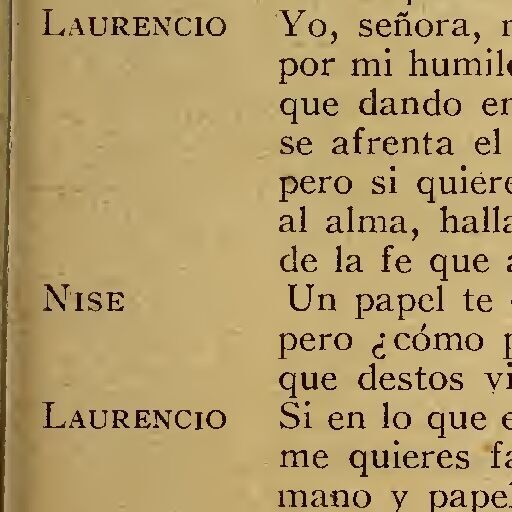 LAURENCIO Yo, señora,
por mi humil
que dando en
se afrenta el
pero si quiere
al alma, halla
de la fe que a
NISE Un papel te
pero ¿cómo p
que destos vi
LAURENCIO Si en lo que e
me quieres fa
mano y papel